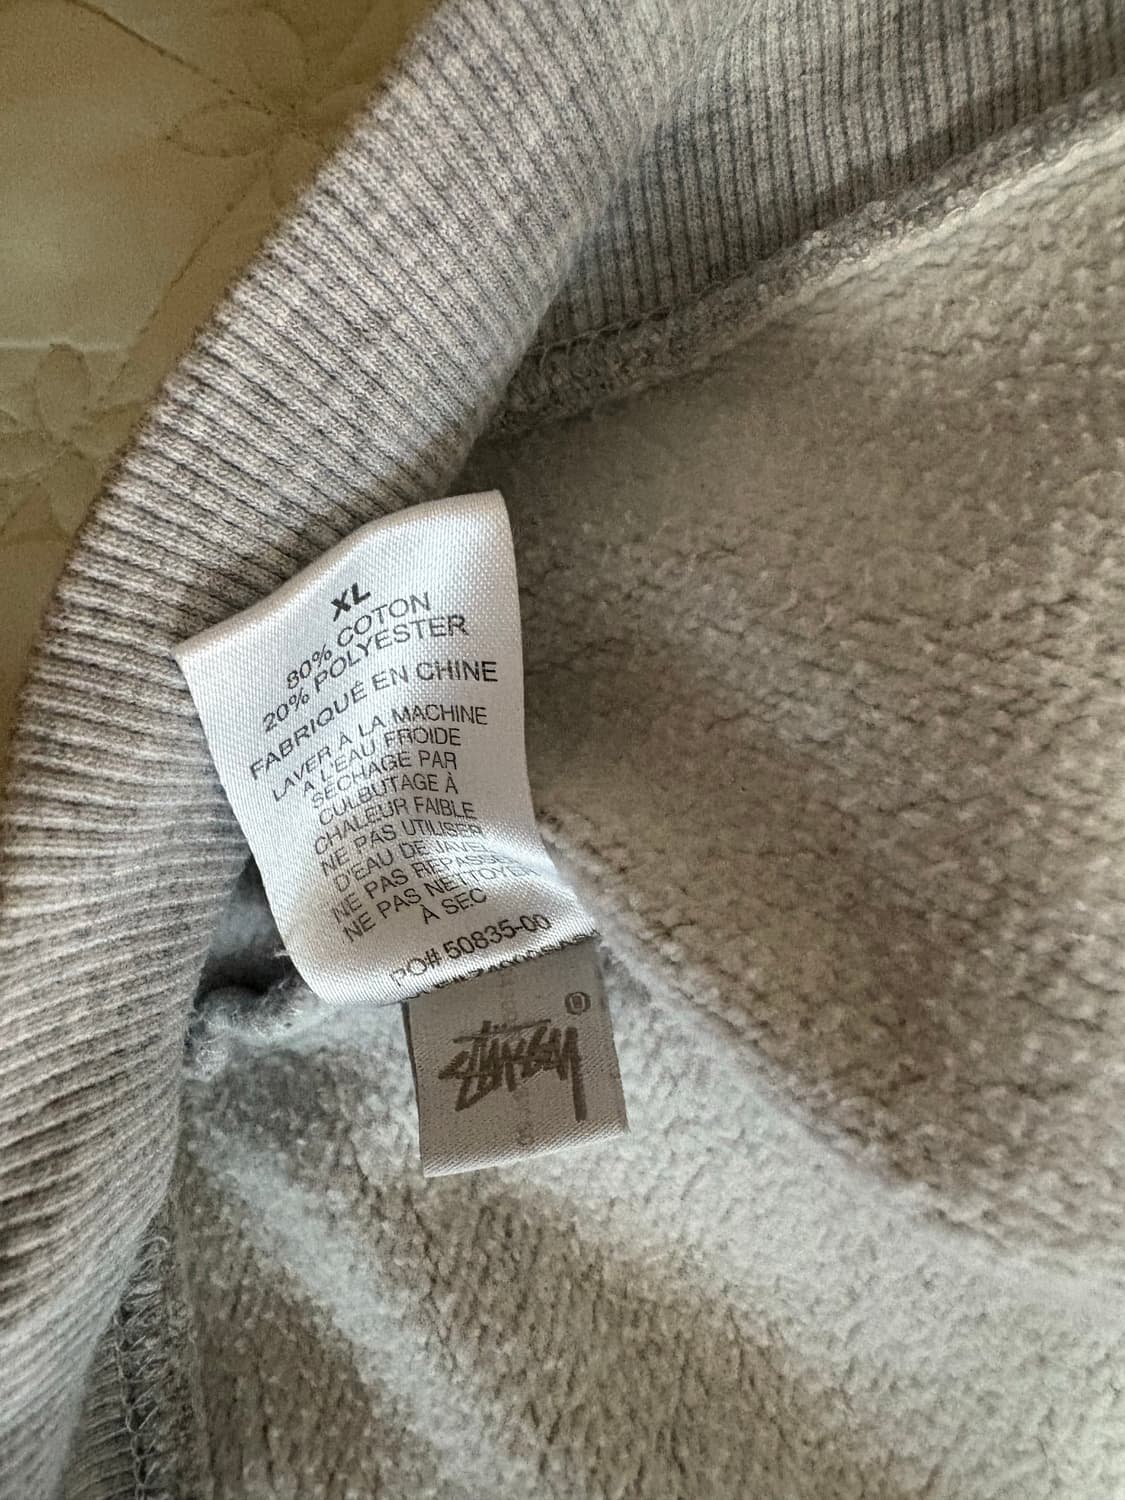 XL
80% COTON
20% POLYESTER
FABRIQUÉ EN CHINE
LAVER À LA MACHINE
À L'EAU FROIDE
SÉCHAGE PAR
CULBUTAGE À
CHALEUR FAIBLE
NE PAS UTILISER
D'EAU DE JAVEL
NE PAS REPASSER
NE PAS NETTOYER
À SEC
PO# 50835-00
STÜSSY ®